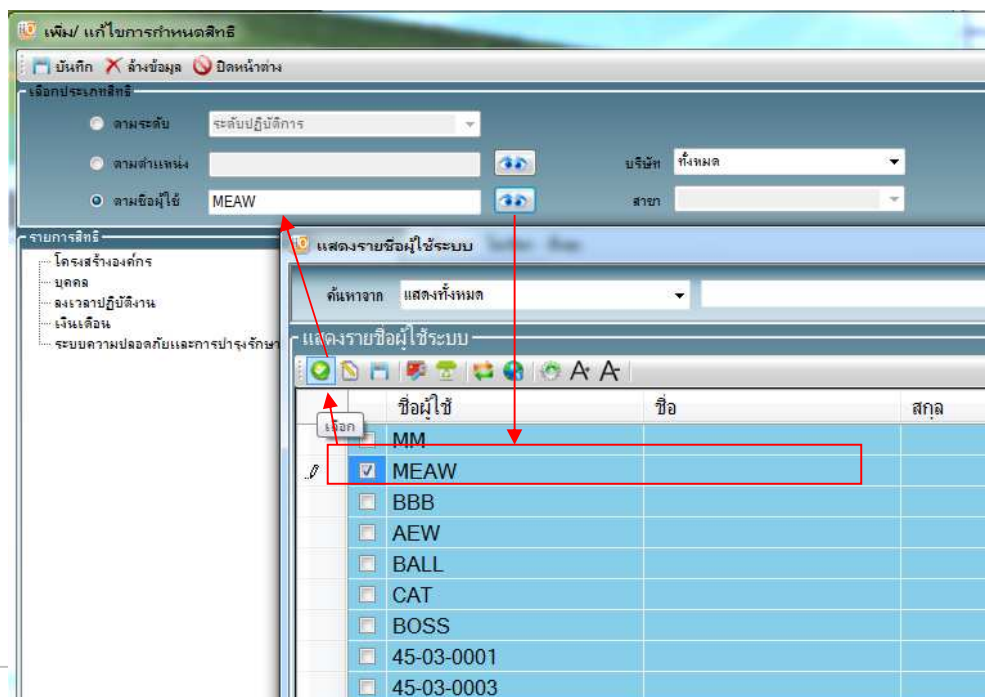 เพิ่ม/ แก้ไขการกำหนดสิทธิ
บันทึก ล้างข้อมูล ปิดหน้าต่าง
เลือกประเภทสิทธิ
ตามระดับ ระดับปฏิบัติการ
ตามตำแหน่ง บริษัท ทั้งหมด
ตามชื่อผู้ใช้ MEAW สาขา
รายการสิทธิ
โครงสร้างองค์กร
บุคคล
ลงเวลาปฏิบัติงาน
เงินเดือน
ระบบความปลอดภัยและการบำรุงรักษา
แสดงรายชื่อผู้ใช้ระบบ
ค้นหาจาก แสดงทั้งหมด
แสดงรายชื่อผู้ใช้ระบบ
A+ A-
ชื่อผู้ใช้ ชื่อ สกุล
เลือก
MM
MEAW
BBB
AEW
BALL
CAT
BOSS
45-03-0001
45-03-0003